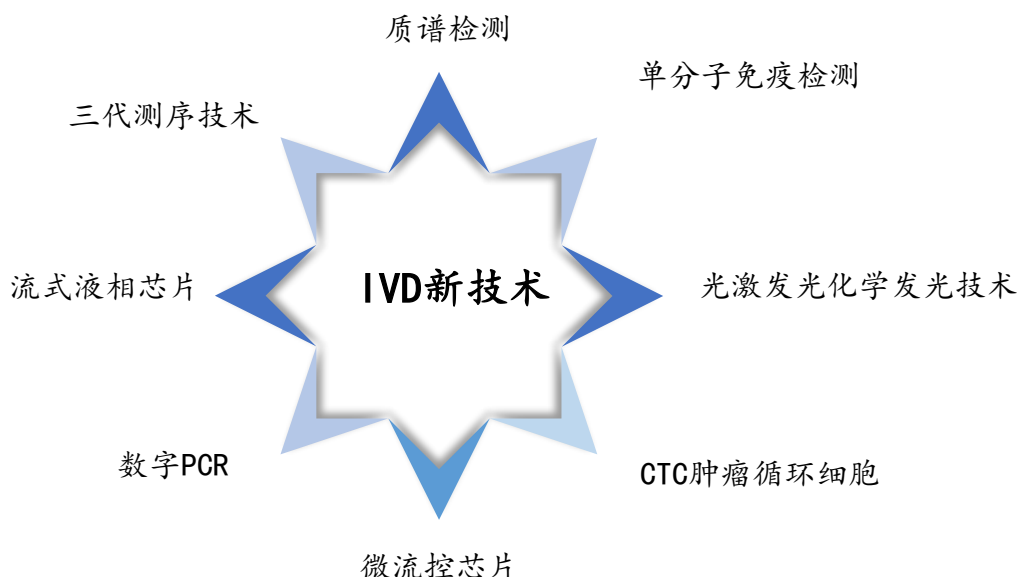 质谱检测
单分子免疫检测
三代测序技术
流式液相芯片
IVD新技术
光激发光化学发光技术
数字PCR
CTC肿瘤循环细胞
微流控芯片